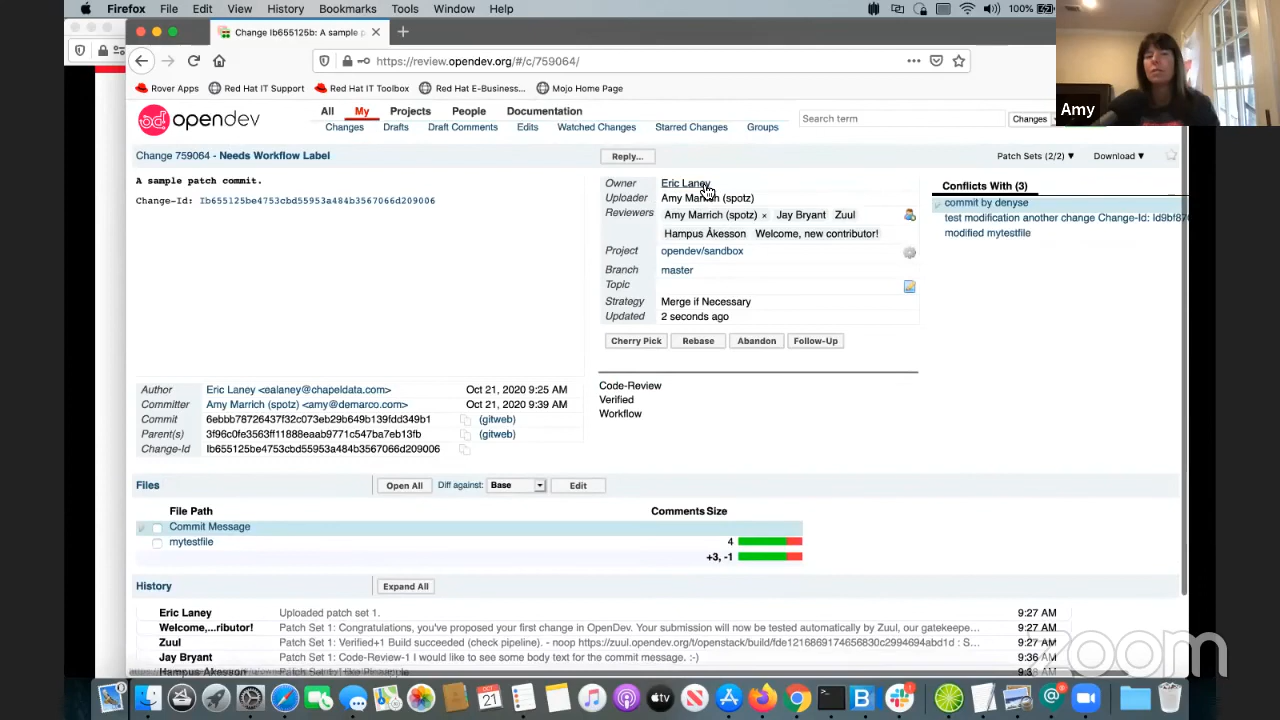 Firefox File Edit View History Bookmarks Tools Window Help 100%
Change Ib655125b: A sample p
https://review.opendev.org/#/c/759064/
Rover Apps Red Hat IT Support Red Hat IT Toolbox Red Hat E-Business… Mojo Home Page
Amy
opendev
All My Projects People Documentation
Changes Drafts Draft Comments Edits Watched Changes Starred Changes Groups
Search term Changes
Change 759064 - Needs Workflow Label Reply... Patch Sets (2/2) ▼ Download ▼
A sample patch commit.
Change-Id: Ib655125be4753cbd55953a484b3567066d209006
Owner Eric Laney
Uploader Amy Marrich (spotz)
Reviewers Amy Marrich (spotz) × Jay Bryant Zuul
Hampus Åkesson Welcome, new contributor!
Project opendev/sandbox
Branch master
Topic
Strategy Merge if Necessary
Updated 2 seconds ago
Cherry Pick Rebase Abandon Follow-Up
Conflicts With (3)
commit by denyse
test modification another change Change-Id: Id9bf87
modified mytestfile
Code-Review
Verified
Workflow
Author Eric Laney <ealaney@chapeldata.com> Oct 21, 2020 9:25 AM
Committer Amy Marrich (spotz) <amy@demarco.com> Oct 21, 2020 9:39 AM
Commit 6ebbb78726437f32c073eb29b649b139fdd349b1 (gitweb)
Parent(s) 3f96c0fe3563ff11888eaab9771c547ba7eb13fb (gitweb)
Change-Id Ib655125be4753cbd55953a484b3567066d209006
Files Open All Diff against: Base Edit
File Path Comments Size
Commit Message
mytestfile 4
+3, -1
History Expand All
Eric Laney Uploaded patch set 1. 9:27 AM
Welcome,...ributor! Patch Set 1: Congratulations, you've proposed your first change in OpenDev. Your submission will now be tested automatically by Zuul, our gatekeepe... 9:27 AM
Zuul Patch Set 1: Verified+1 Build succeeded (check pipeline). - noop https://zuul.opendev.org/t/openstack/build/fde1216869174656830c2994694abd1d : S... 9:27 AM
Jay Bryant Patch Set 1: Code-Review-1 I would like to see some body text for the commit message. :-) 9:36 AM
zoom
OCT
21
tv